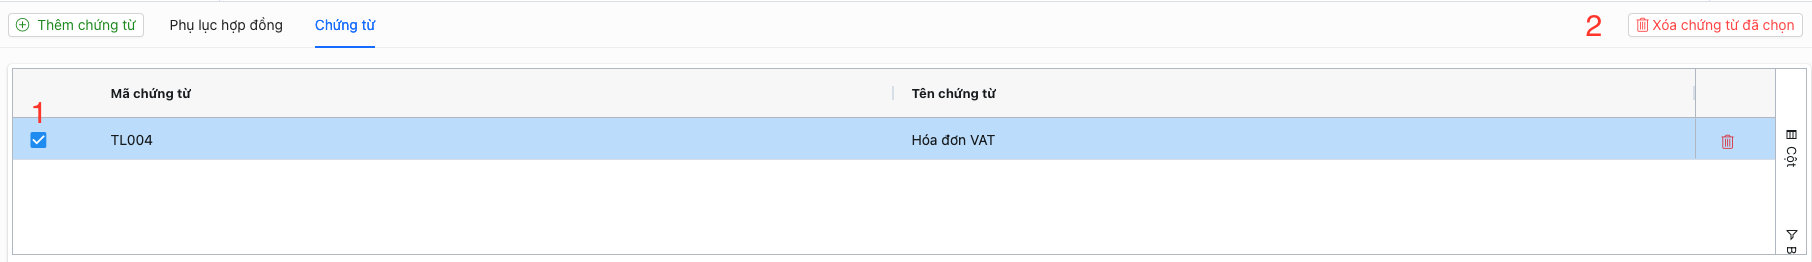 Thêm chứng từ Phụ lục hợp đồng Chứng từ 2 Xóa chứng từ đã chọn
Mã chứng từ Tên chứng từ
1
TL004 Hóa đơn VAT
Cột
B